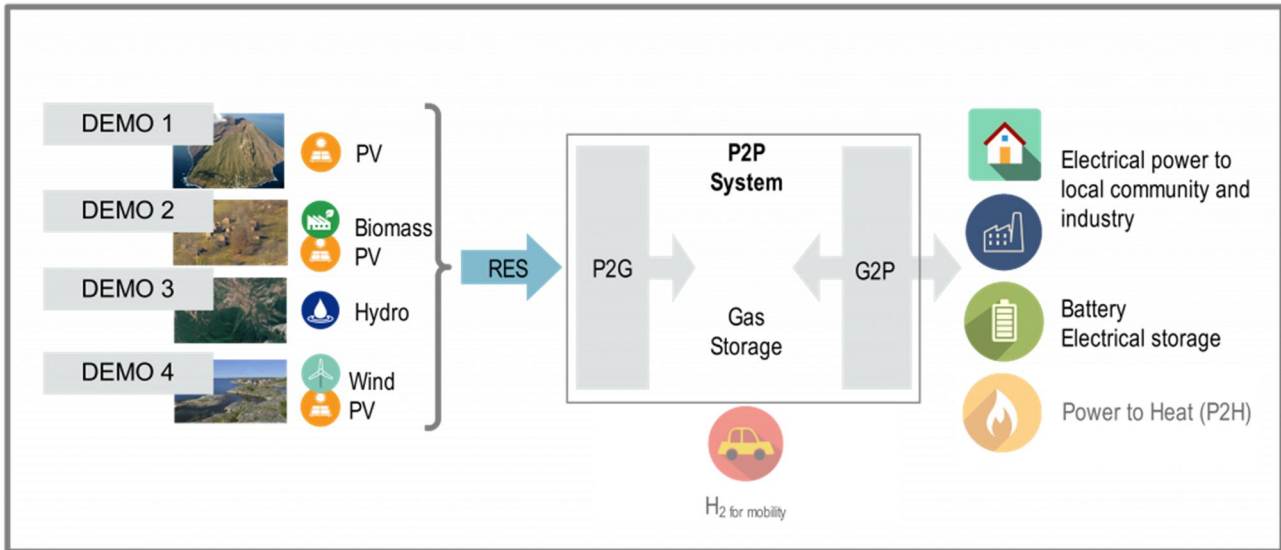 DEMO 1
PV
DEMO 2
Biomass
PV
DEMO 3
Hydro
DEMO 4
Wind
PV
RES
P2P
System
P2G
G2P
Gas
Storage
H2 for mobility
Electrical power to
local community and
industry
Battery
Electrical storage
Power to Heat (P2H)